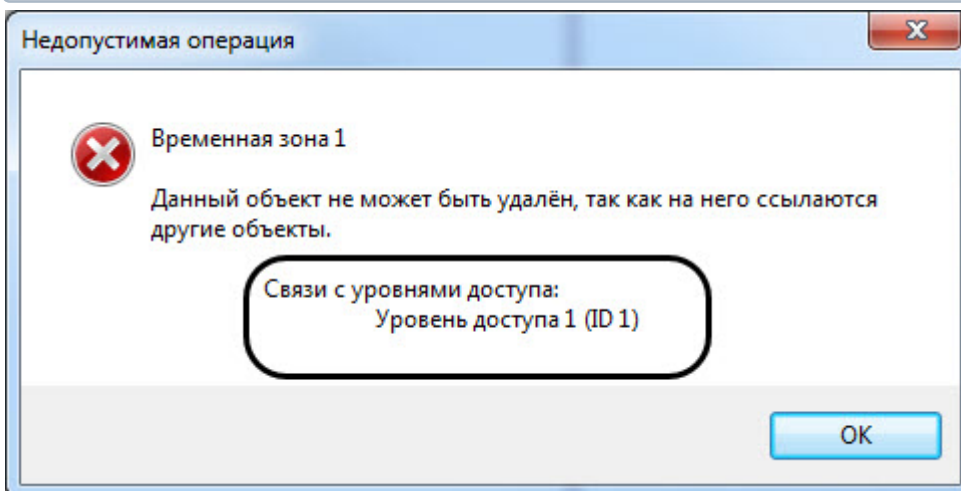 Недопустимая операция
Временная зона 1
Данный объект не может быть удалён, так как на него ссылаются
другие объекты.
Связи с уровнями доступа:
Уровень доступа 1 (ID 1)
OK